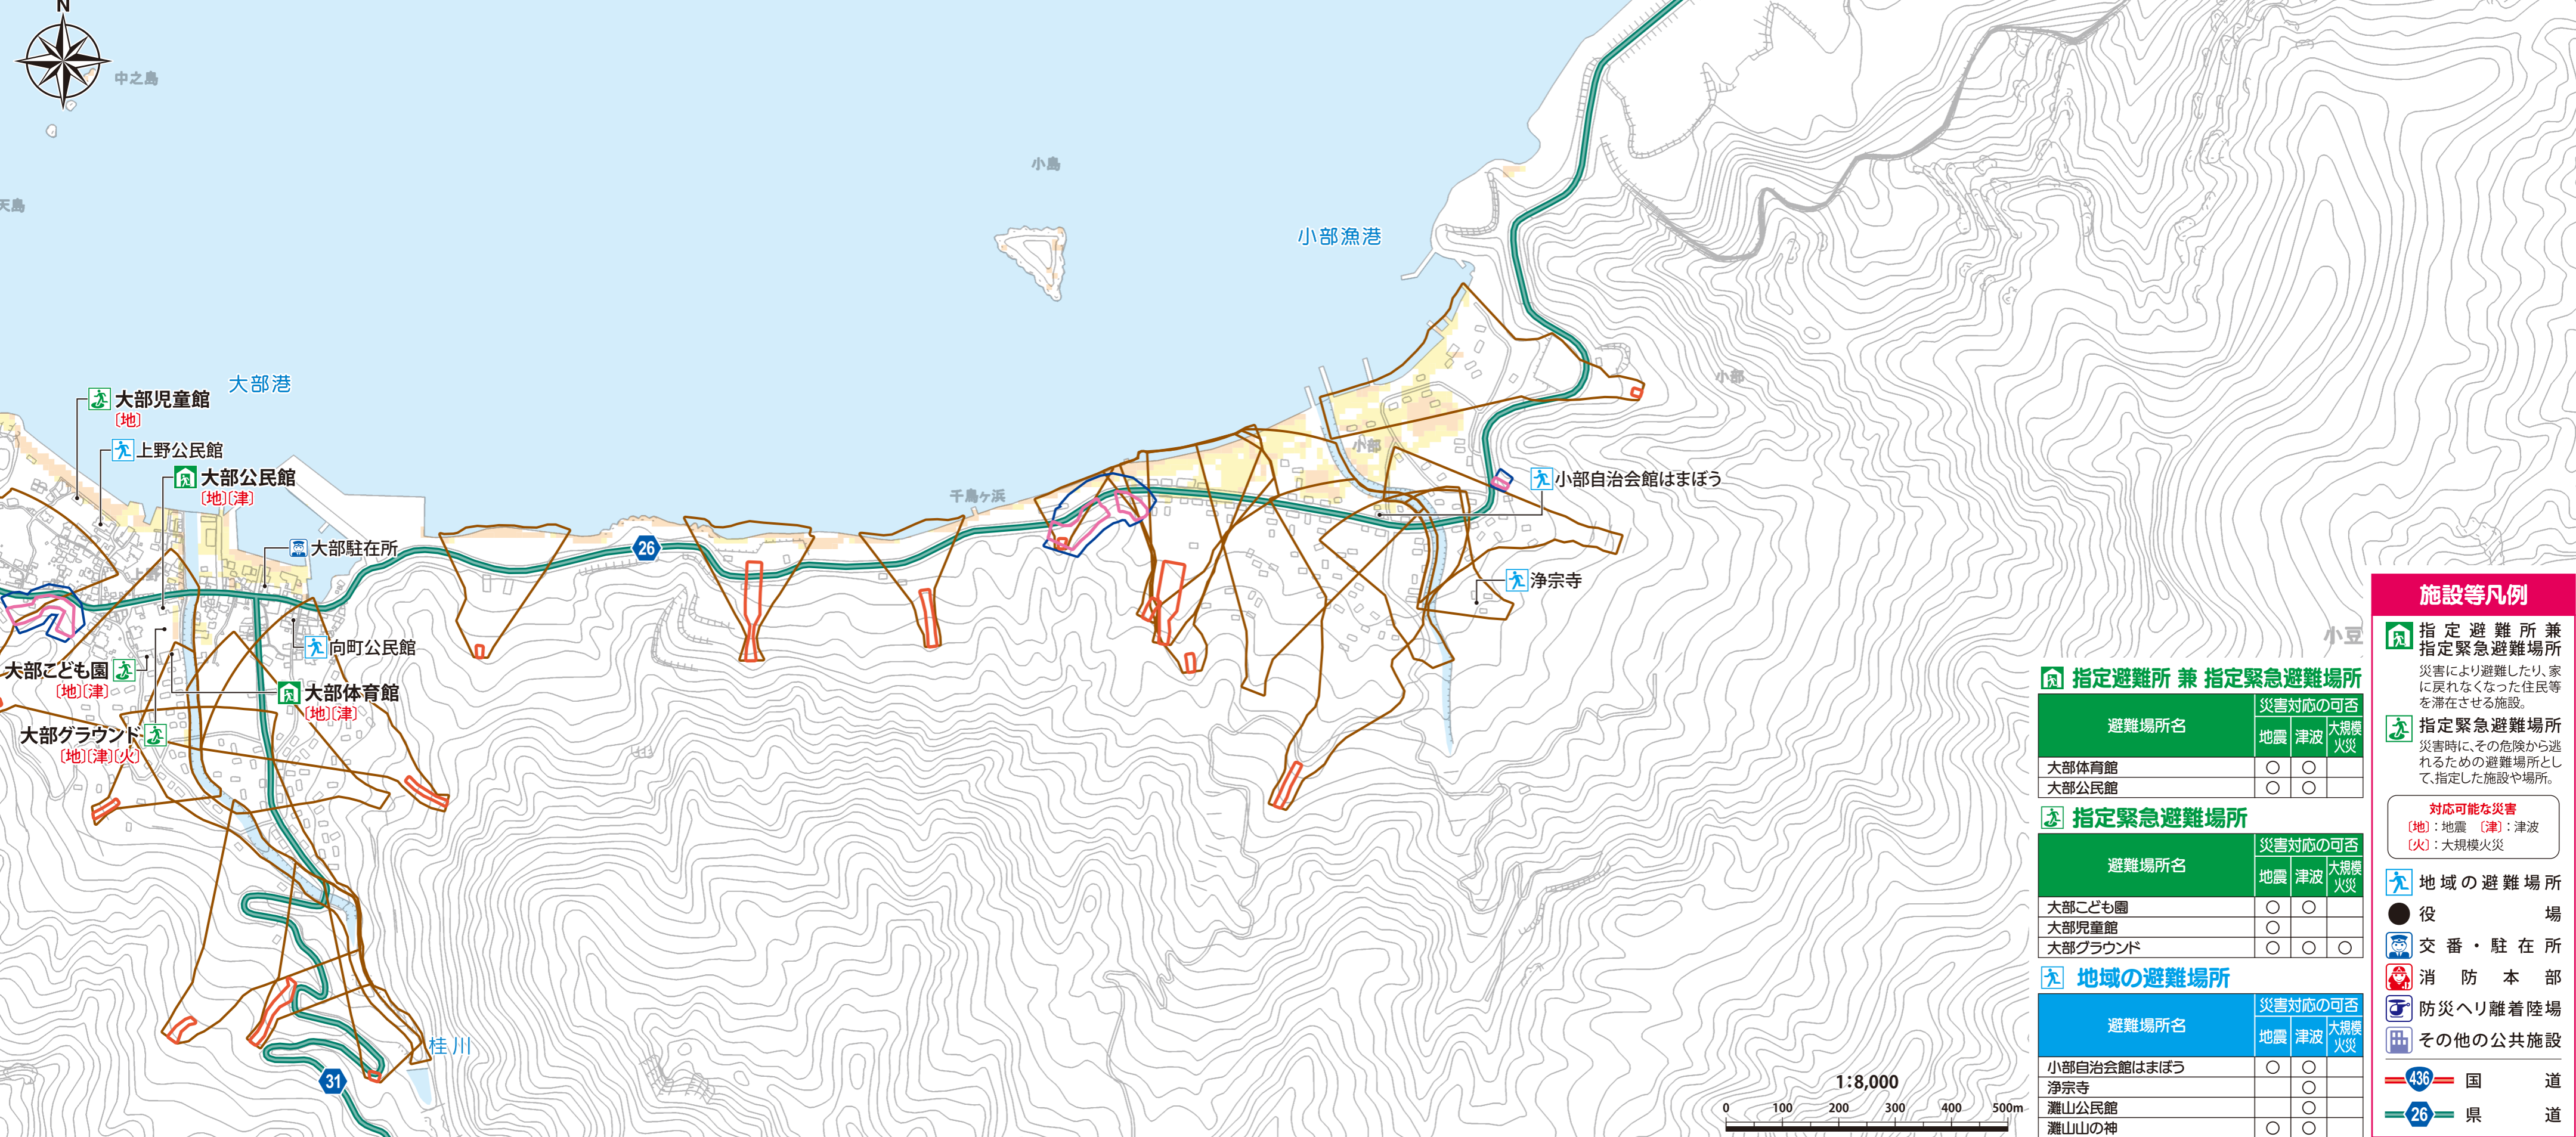 N
中之島
天島
小島
小部漁港
大部港
大部児童館
〔地〕
上野公民館
大部公民館
〔地〕〔津〕
大部駐在所
上野
向町公民館
大部こども園
〔地〕〔津〕
大部体育館
〔地〕〔津〕
大部グラウンド
〔地〕〔津〕〔火〕
26
千鳥ヶ浜
小部
小部
小部自治会館はまぼう
浄宗寺
桂川
31
小豆
1:8,000
0 100 200 300 400 500m
指定避難所 兼 指定緊急避難場所
避難場所名
災害対応の可否
地震 津波 大規模火災
大部体育館 ○ ○
大部公民館 ○ ○
指定緊急避難場所
避難場所名
災害対応の可否
地震 津波 大規模火災
大部こども園 ○ ○
大部児童館 ○
大部グラウンド ○ ○ ○
地域の避難場所
避難場所名
災害対応の可否
地震 津波 大規模火災
小部自治会館はまぼう ○ ○
浄宗寺 ○
灘山公民館 ○
灘山山の神 ○ ○
施設等凡例
指定避難所兼
指定緊急避難場所
災害により避難したり、家
に戻れなくなった住民等
を滞在させる施設。
指定緊急避難場所
災害時に、その危険から逃
れるための避難場所とし
て、指定した施設や場所。
対応可能な災害
〔地〕：地震 〔津〕：津波
〔火〕：大規模火災
地域の避難場所
役場
交番・駐在所
消防本部
防災ヘリ離着陸場
その他の公共施設
436 国道
26 県道